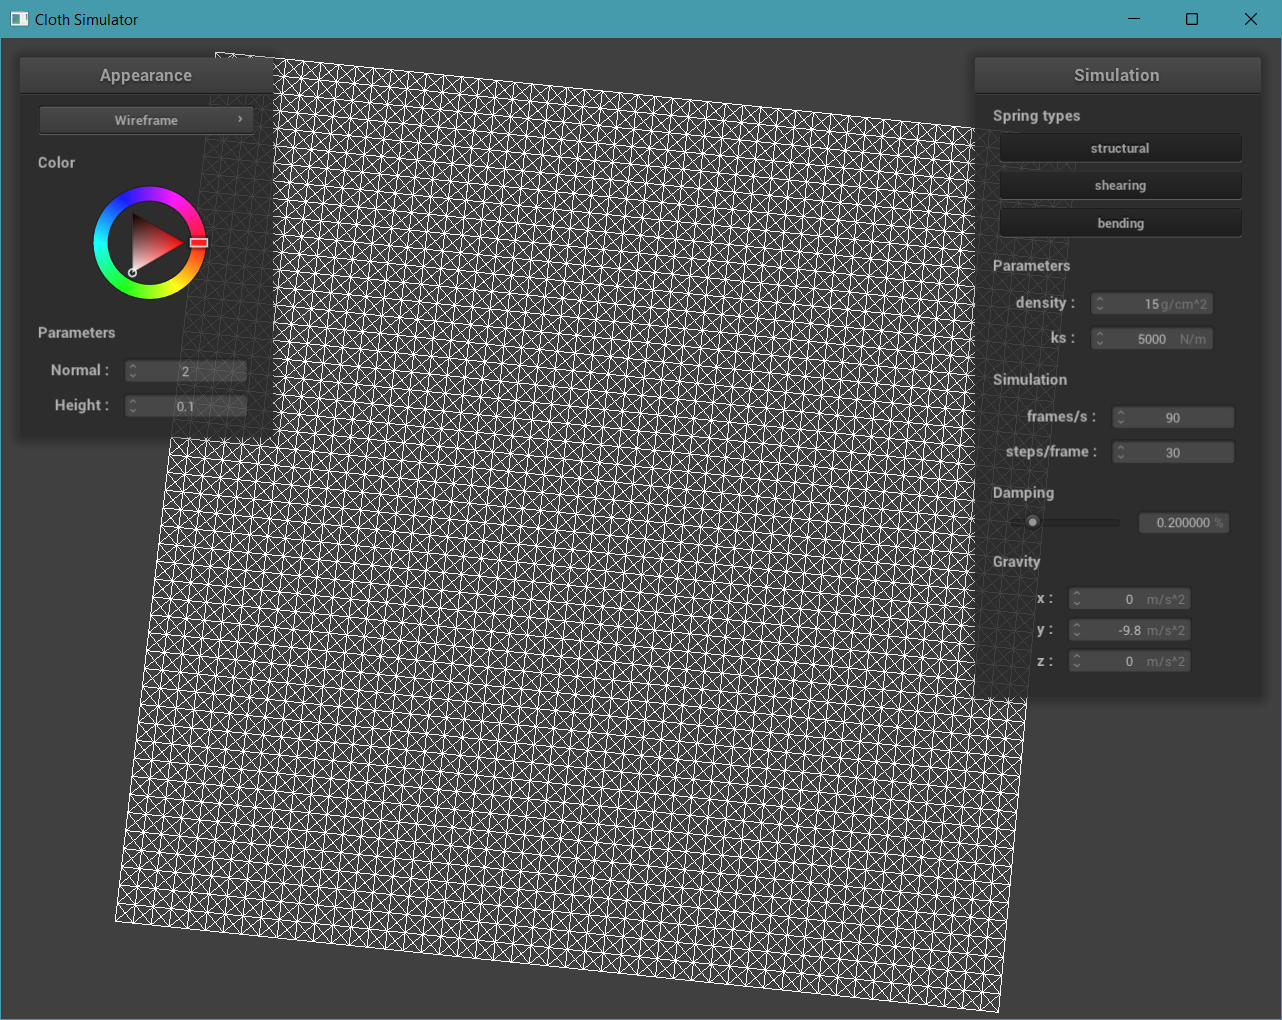 Cloth Simulator
Appearance
Wireframe
Color
Parameters
Normal : 2
Height : 0.1
Simulation
Spring types
structural
shearing
bending
Parameters
density : 15 g/cm^2
ks : 5000 N/m
Simulation
frames/s : 90
steps/frame : 30
Damping
0.200000 %
Gravity
x : 0 m/s^2
y : -9.8 m/s^2
z : 0 m/s^2